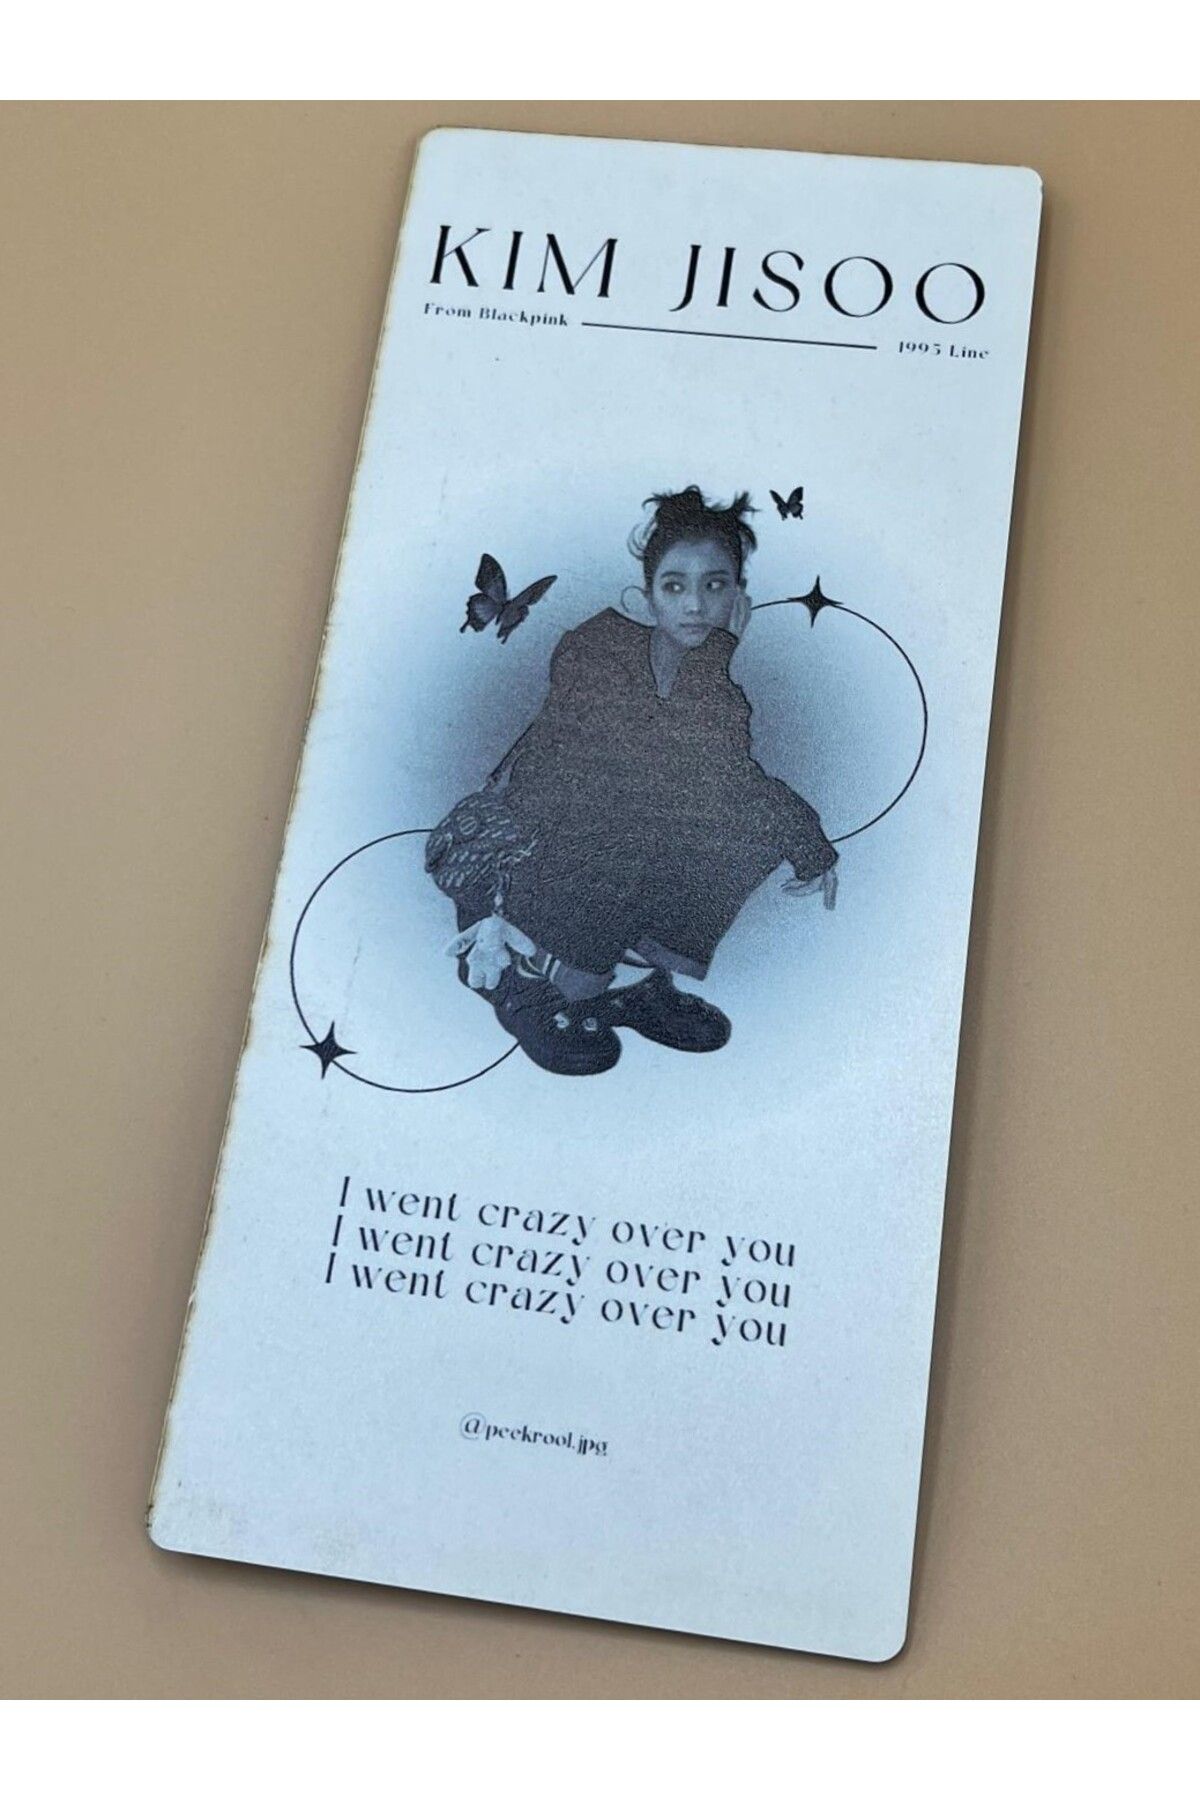 KIM JISOO
From Blackpink
1995 Line
I went crazy over you
I went crazy over you
I went crazy over you
@peekrool.jpg